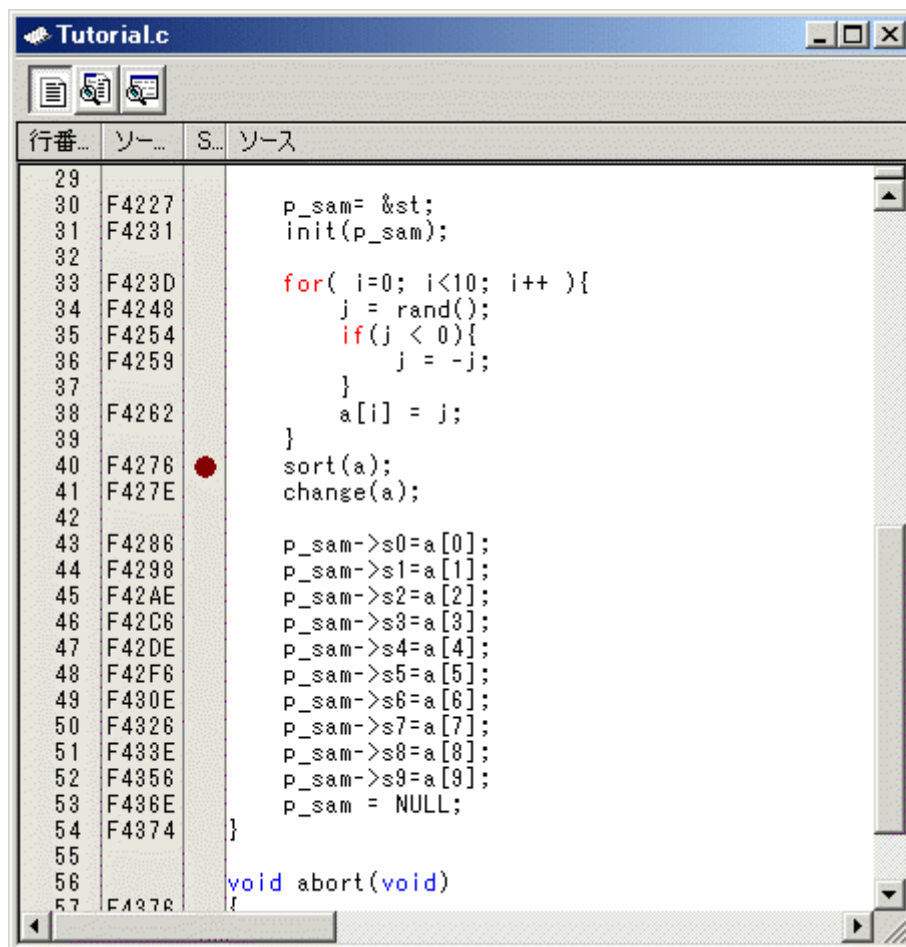 Tutorial.c
行番... ソー... S... ソース
29
30 F4227 p_sam= &st;
31 F4231 init(p_sam);
32
33 F423D for( i=0; i<10; i++ ){
34 F4248 j = rand();
35 F4254 if(j < 0){
36 F4259 j = -j;
37 }
38 F4262 a[i] = j;
39 }
40 F4276 sort(a);
41 F427E change(a);
42
43 F4286 p_sam->s0=a[0];
44 F4298 p_sam->s1=a[1];
45 F42AE p_sam->s2=a[2];
46 F42C6 p_sam->s3=a[3];
47 F42DE p_sam->s4=a[4];
48 F42F6 p_sam->s5=a[5];
49 F430E p_sam->s6=a[6];
50 F4326 p_sam->s7=a[7];
51 F433E p_sam->s8=a[8];
52 F4356 p_sam->s9=a[9];
53 F436E p_sam = NULL;
54 F4374 }
55
56 void abort(void)
57 F4376 {